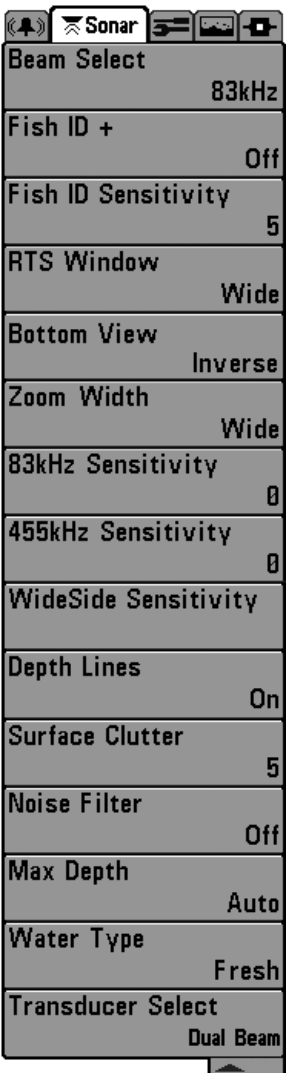 Sonar
Beam Select
83kHz
Fish ID +
Off
Fish ID Sensitivity
5
RTS Window
Wide
Bottom View
Inverse
Zoom Width
Wide
83kHz Sensitivity
0
455kHz Sensitivity
0
WideSide Sensitivity
Depth Lines
On
Surface Clutter
5
Noise Filter
Off
Max Depth
Auto
Water Type
Fresh
Transducer Select
Dual Beam